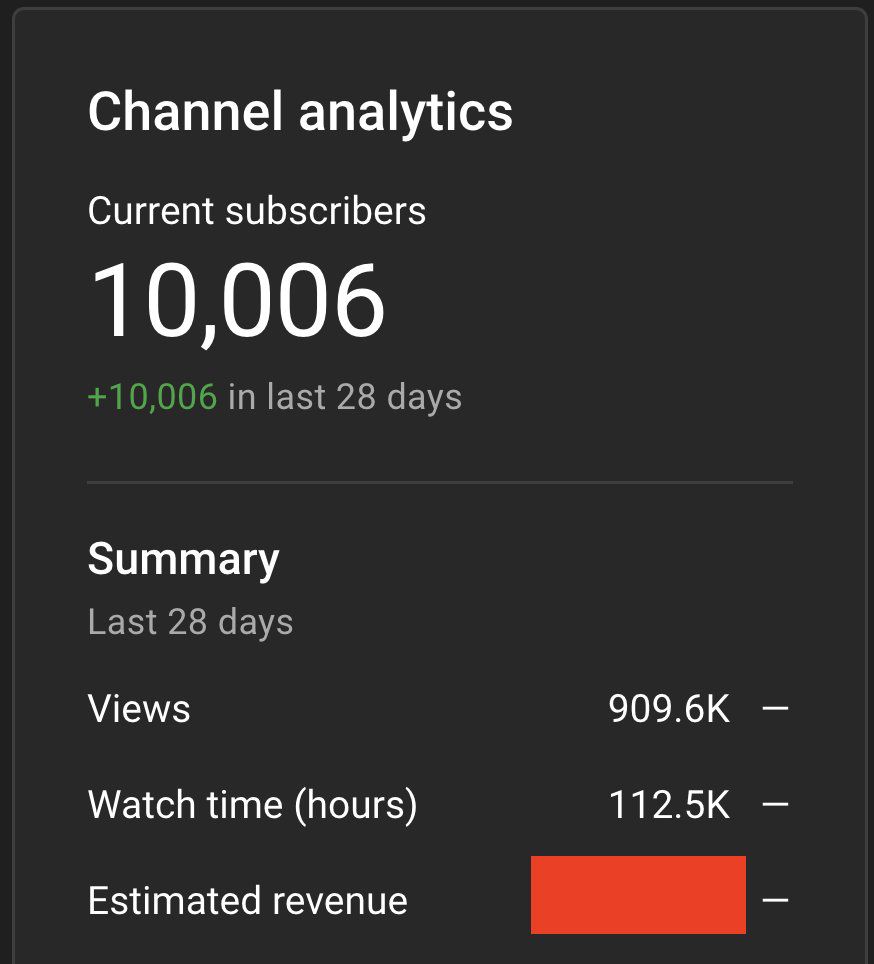 Channel analytics
Current subscribers
10,006
+10,006 in last 28 days
Summary
Last 28 days
Views 909.6K —
Watch time (hours) 112.5K —
Estimated revenue —